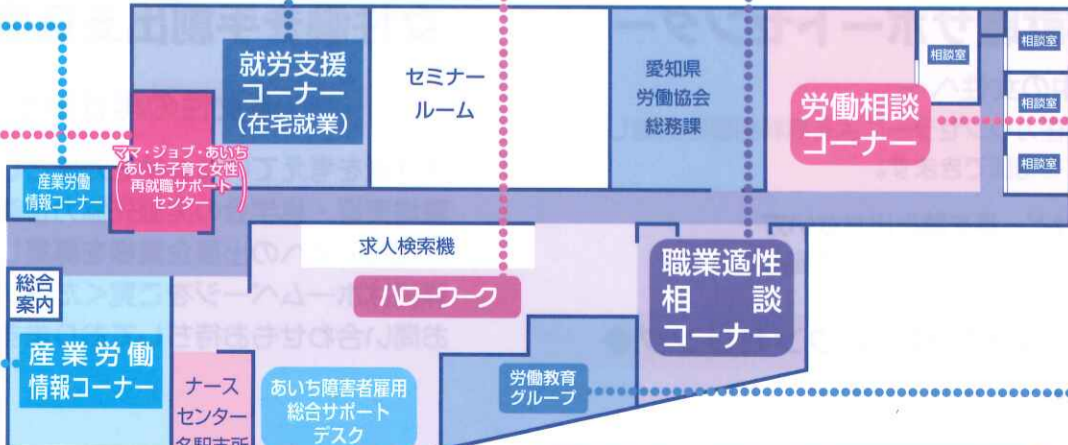 就労支援
コーナー
（在宅就業）
セミナー
ルーム
愛知県
労働協会
総務課
労働相談
コーナー
相談室
相談室
相談室
相談室
ママ・ジョブ・あいち
（あいち子育て女性
再就職サポート
センター）
産業労働
情報コーナー
求人検索機
ハローワーク
職業適性
相談
コーナー
総合
案内
産業労働
情報コーナー
ナース
センター
名駅支所
あいち障害者雇用
総合サポート
デスク
労働教育
グループ